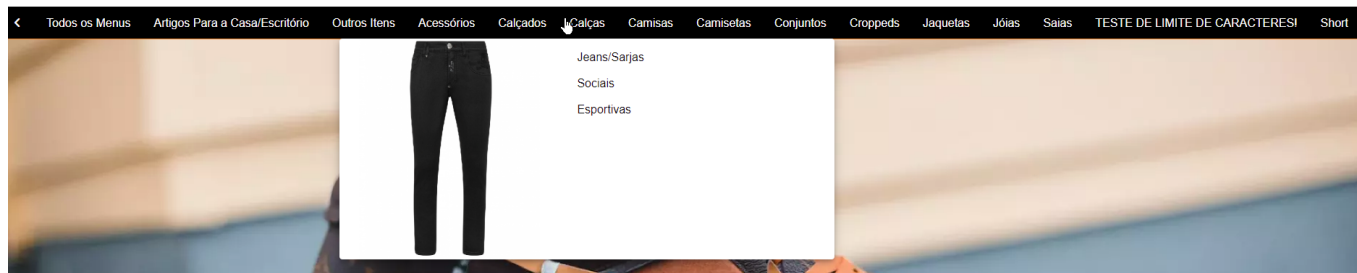 Todos os Menus Artigos Para a Casa/Escritório Outros Itens Acessórios Calçados Calças Camisas Camisetas Conjuntos Croppeds Jaquetas Jóias Saias TESTE DE LIMITE DE CARACTERES! Short
Jeans/Sarjas
Sociais
Esportivas